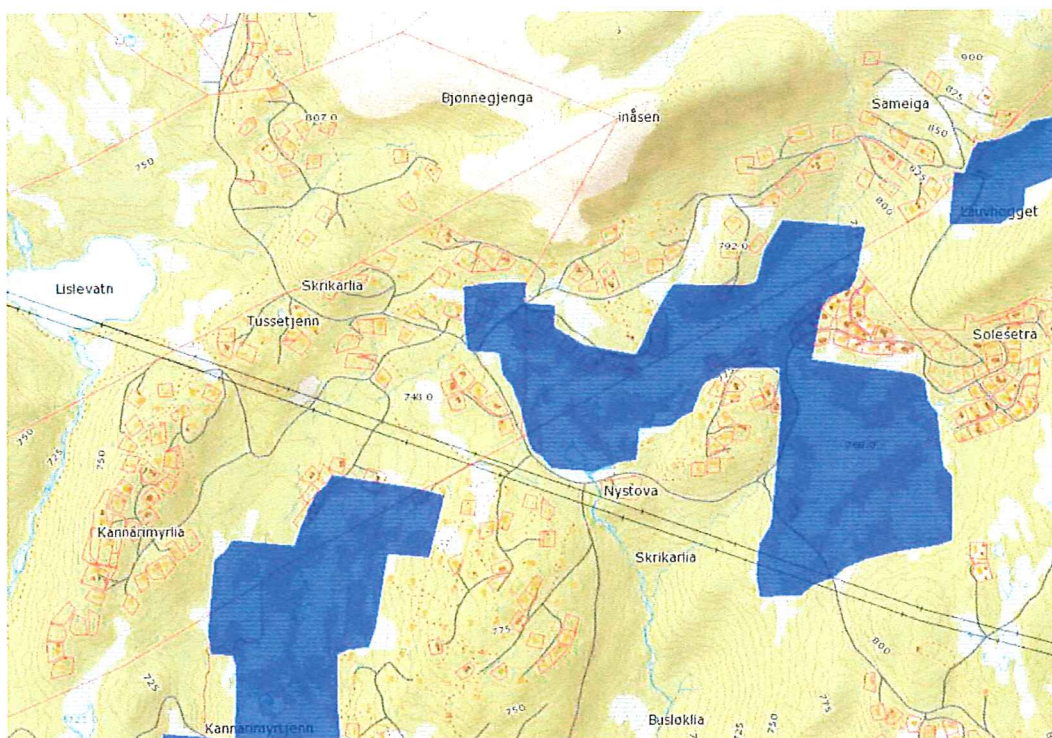 900
Bjønnegjenga
Sameiga
825
inåsen
807.0
850
750
825
800
Lauvhogget
792.0
Lislevatn
Skrikarlia
Tussetjenn
Solesetra
743.0
750
725
750
Nystova
Kannarimyrlia
Skrikarlia
775
800
725
750
775
Kannarimyrtjenn
Busløklia
725
750